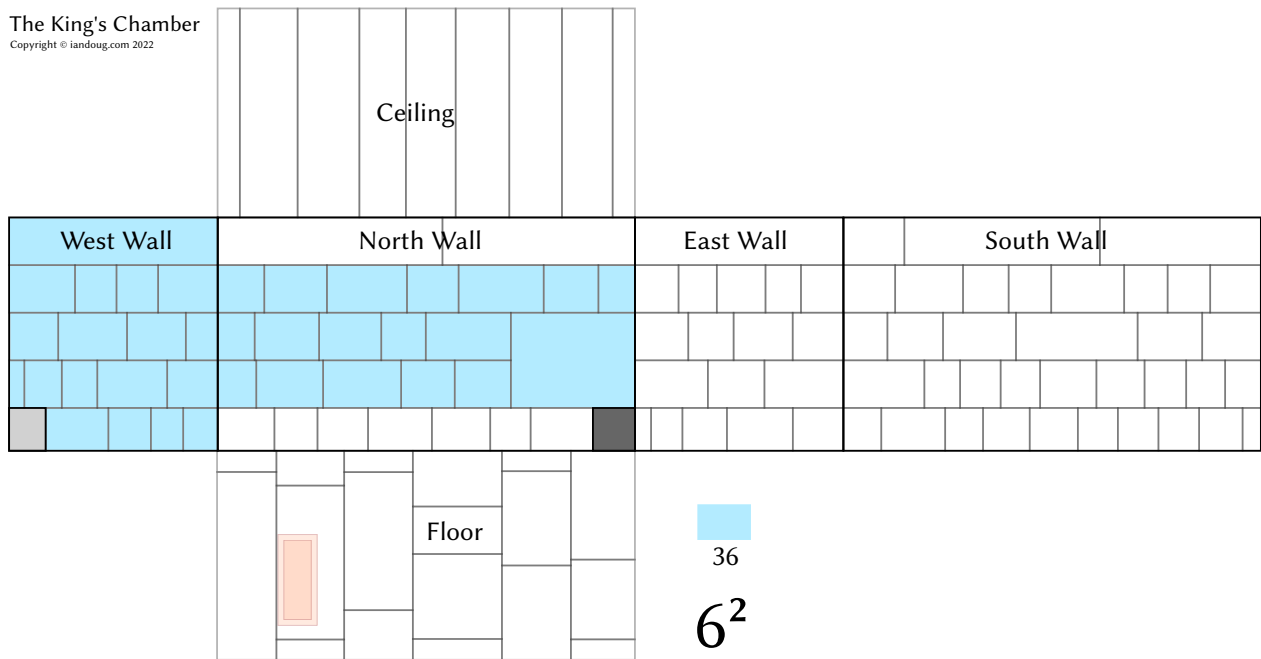 The King's Chamber
Copyright © iandoug.com 2022
Ceiling
West Wall
North Wall
East Wall
South Wall
Floor
36
6²